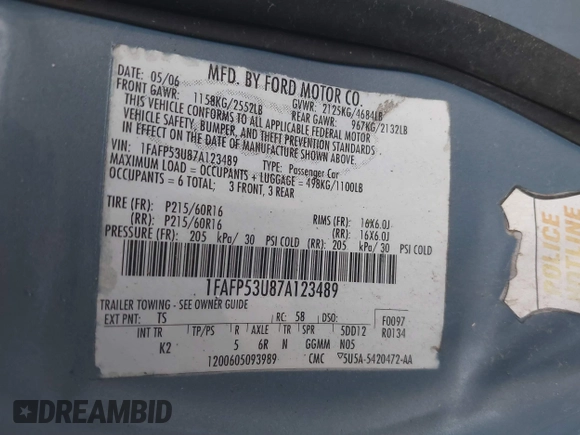 MFD. BY FORD MOTOR CO.
DATE: 05/06 GVWR: 2125KG/4684LB
FRONT GAWR: 1158KG/2552LB REAR GAWR: 967KG/2132LB
THIS VEHICLE CONFORMS TO ALL APPLICABLE FEDERAL MOTOR
VEHICLE SAFETY, BUMPER, AND THEFT PREVENTION STANDARDS
IN EFFECT ON THE DATE OF MANUFACTURE SHOWN ABOVE.
VIN: 1FAFP53U87A123489 TYPE: Passenger Car
MAXIMUM LOAD = OCCUPANTS + LUGGAGE = 498KG/1100LB
OCCUPANTS = 6 TOTAL; 3 FRONT, 3 REAR
TIRE (FR): P215/60R16 RIMS (FR): 16X6.0J
(RR): P215/60R16 (RR): 16X6.0J
PRESSURE (FR): 205 kPa/ 30 PSI COLD (RR): 205 kPa/ 30 PSI COLD
1FAFP53U87A123489
TRAILER TOWING - SEE OWNER GUIDE
EXT PNT: TS RC: 5B DSO: F0097
INT TR TP/PS R AXLE TR SPR 5DD12 R0134
K2 5 6R N GGMM N05
1200605093989 CMC ▽5U5A-5420472-AA
POLICE
HOTLINE
DREAMBID